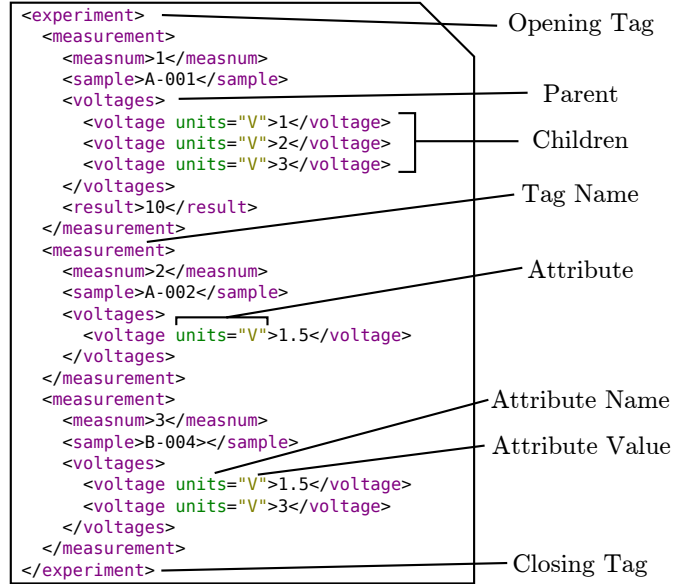 <experiment>
Opening Tag
<measurement>
<measnum>1</measnum>
<sample>A-001</sample>
<voltages>
Parent
<voltage units="V">1</voltage>
<voltage units="V">2</voltage>
Children
<voltage units="V">3</voltage>
</voltages>
<result>10</result>
Tag Name
</measurement>
<measurement>
<measnum>2</measnum>
Attribute
<sample>A-002</sample>
<voltages>
<voltage units="V">1.5</voltage>
</voltages>
</measurement>
<measurement>
Attribute Name
<measnum>3</measnum>
<sample>B-004></sample>
Attribute Value
<voltages>
<voltage units="V">1.5</voltage>
<voltage units="V">3</voltage>
</voltages>
</measurement>
</experiment>
Closing Tag